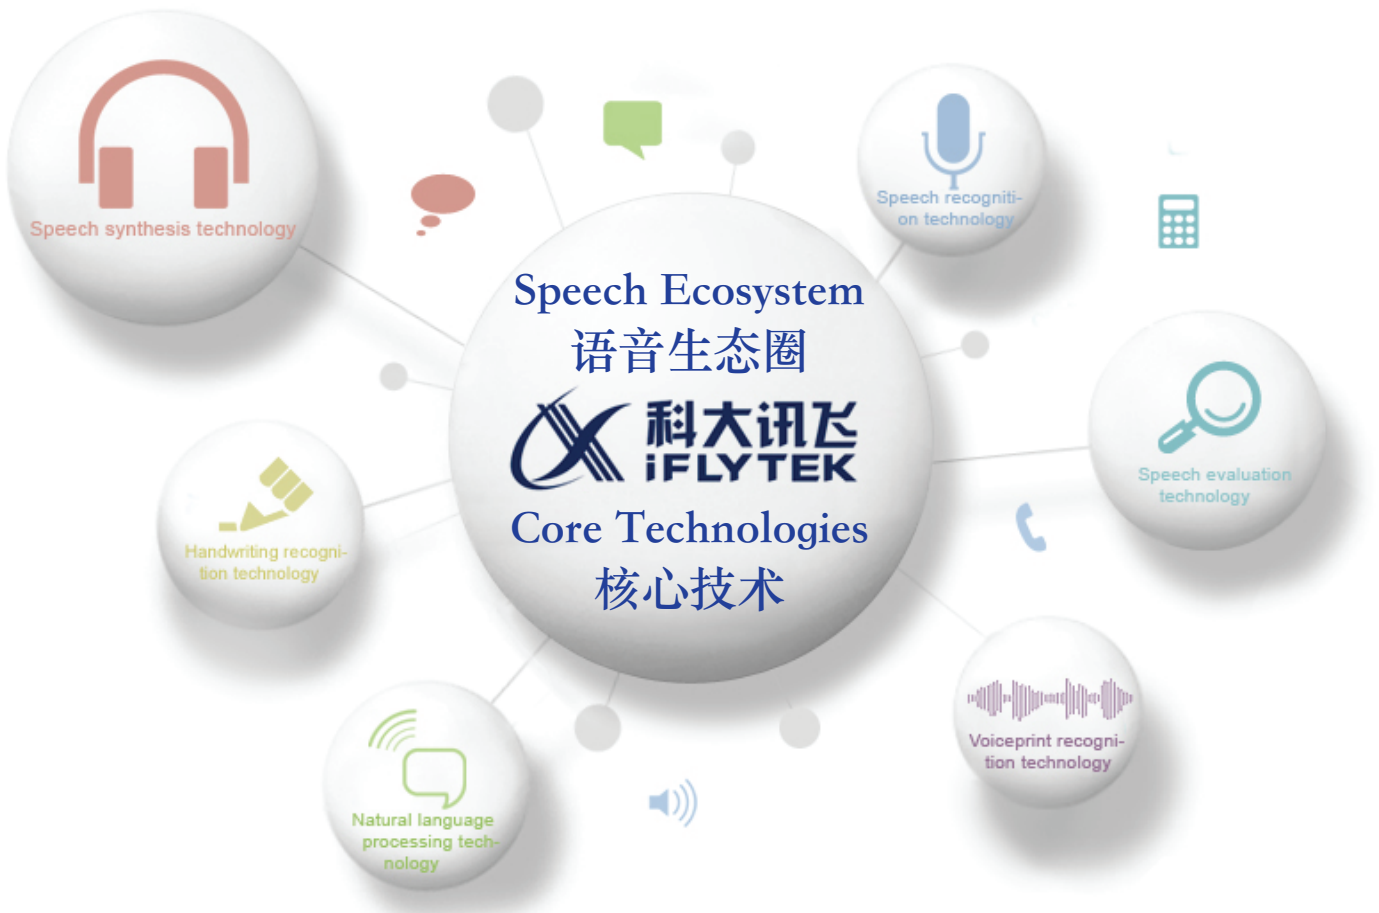 Speech synthesis technology
Speech recogniti-
on technology
Speech Ecosystem
语音生态圈
科大讯飞
iFLYTEK
Core Technologies
核心技术
Speech evaluation
technology
Handwriting recogni-
tion technology
Voiceprint recogni-
tion technology
Natural language
processing tech-
nology